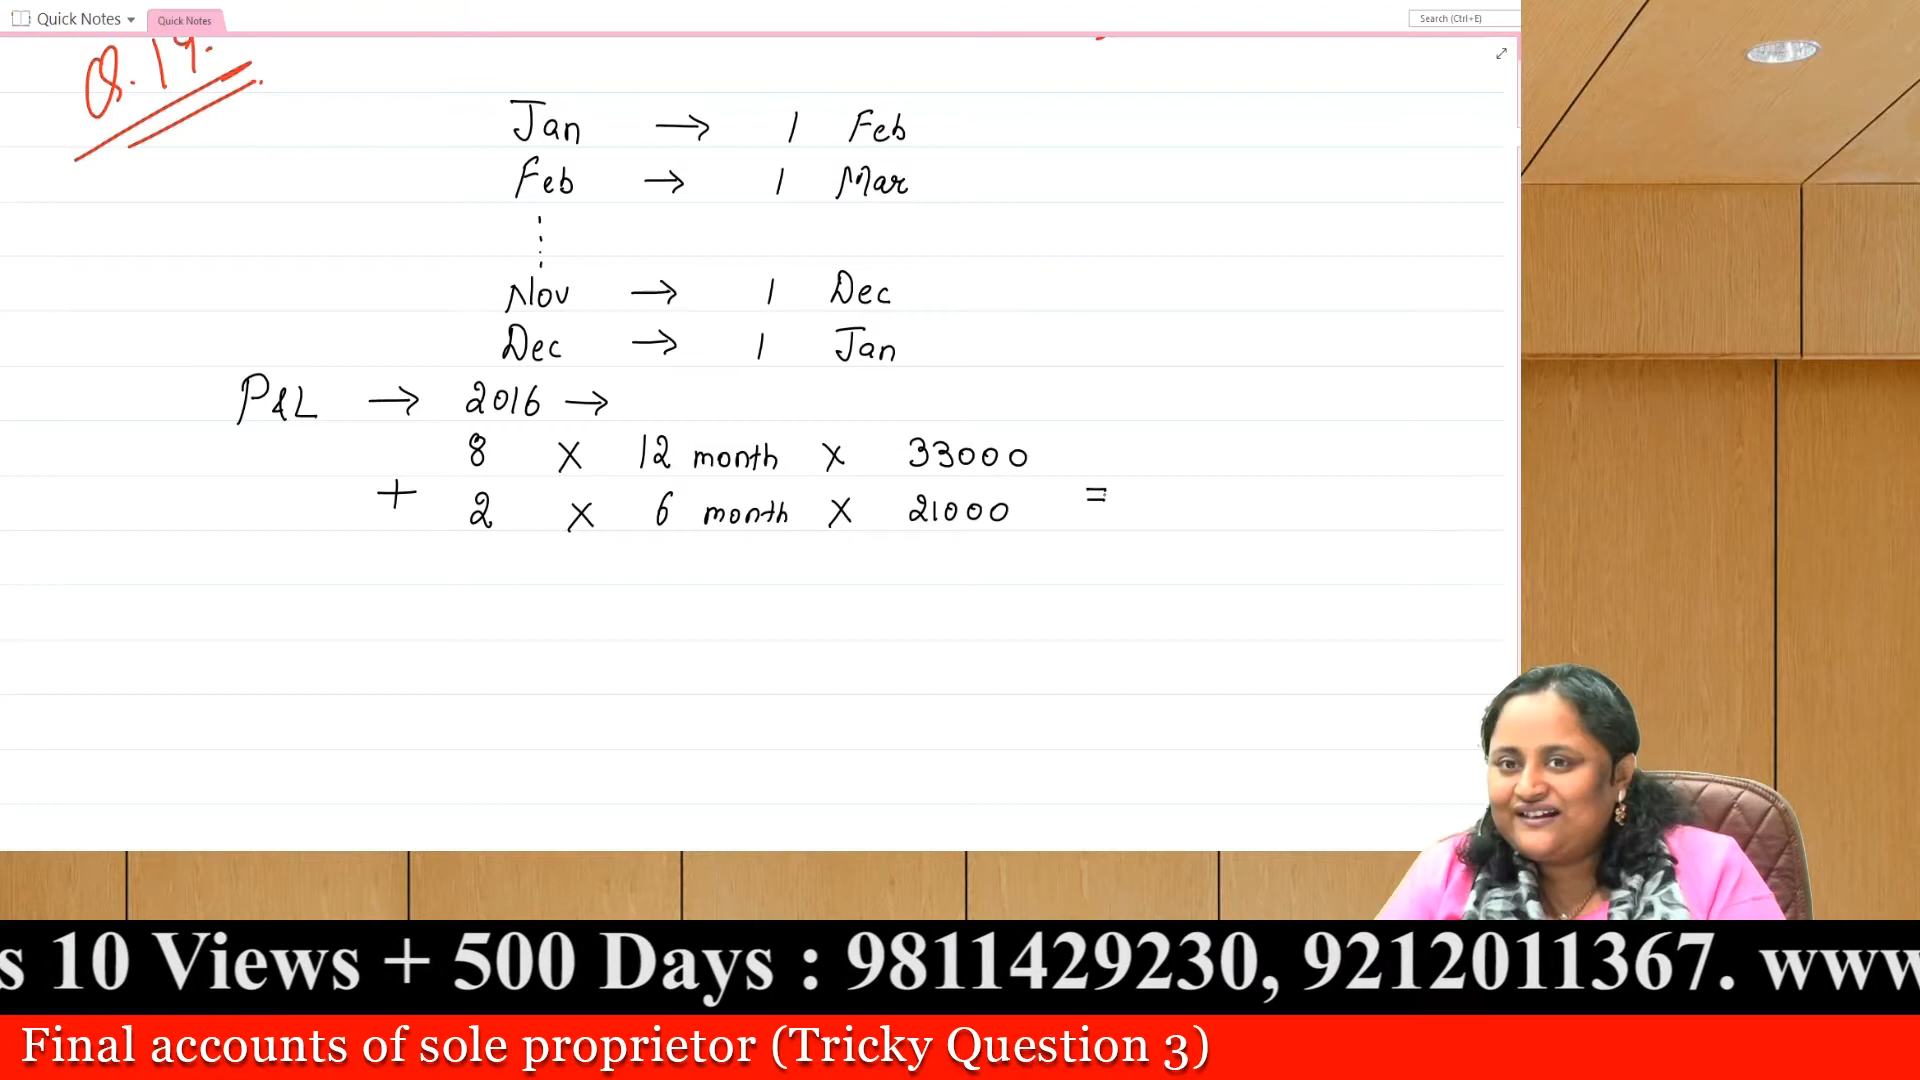 Quick Notes
Quick Notes
Search (Ctrl+E)
Q. 19.
Jan → 1 Feb
Feb → 1 Mar
Nov → 1 Dec
Dec → 1 Jan
P&L → 2016 →
8 × 12 month × 33000
+ 2 × 6 month × 21000 =
s 10 Views + 500 Days : 9811429230, 9212011367. www
Final accounts of sole proprietor (Tricky Question 3)